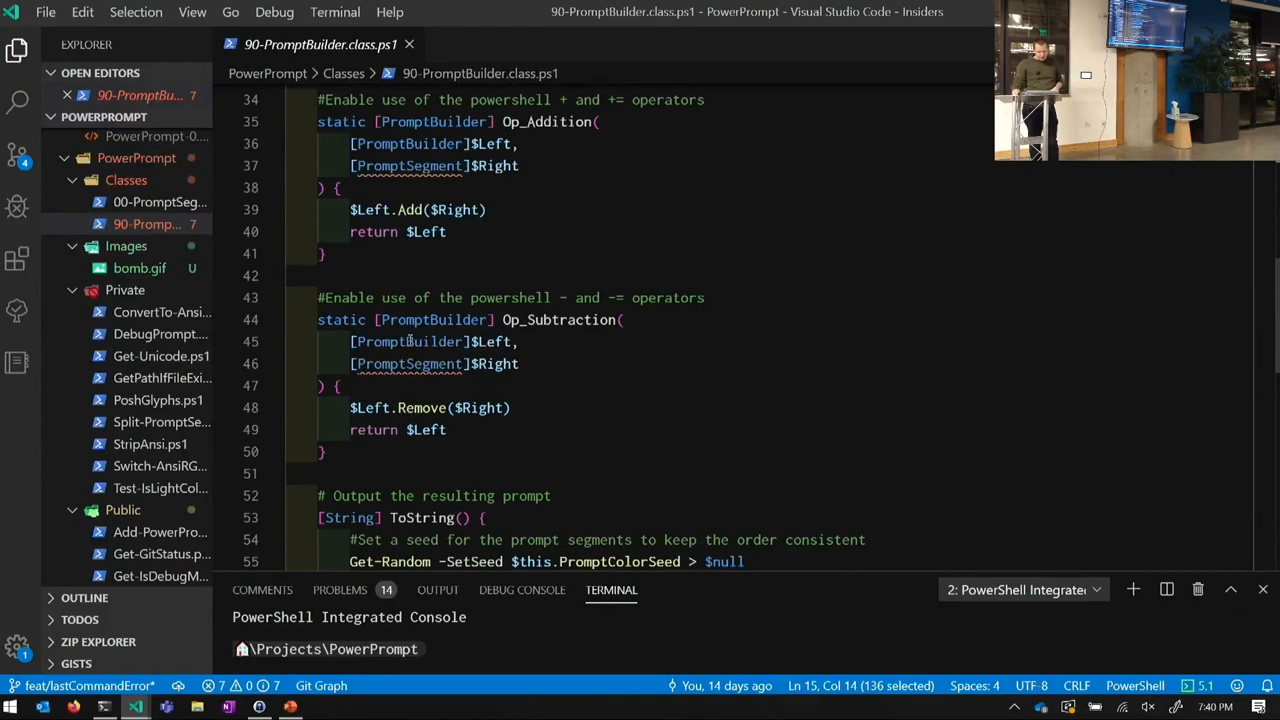 File Edit Selection View Go Debug Terminal Help
90-PromptBuilder.class.ps1 - PowerPrompt - Visual Studio Code - Insiders
EXPLORER
90-PromptBuilder.class.ps1
OPEN EDITORS
90-PromptBu... 7
POWERPROMPT
PowerPrompt-0....
PowerPrompt
Classes
00-PromptSeg...
90-Promp... 7
Images
bomb.gif U
Private
ConvertTo-Ansi...
DebugPrompt....
Get-Unicode.ps1
GetPathIfFileExi...
PoshGlyphs.ps1
Split-PromptSe...
StripAnsi.ps1
Switch-AnsiRG...
Test-IsLightCol...
Public
Add-PowerPro...
Get-GitStatus.p...
Get-IsDebugM...
OUTLINE
TODOS
ZIP EXPLORER
GISTS
4
1
PowerPrompt > Classes > 90-PromptBuilder.class.ps1
34 #Enable use of the powershell + and += operators
35 static [PromptBuilder] Op_Addition(
36 [PromptBuilder]$Left,
37 [PromptSegment]$Right
38 ) {
39 $Left.Add($Right)
40 return $Left
41 }
42
43 #Enable use of the powershell - and -= operators
44 static [PromptBuilder] Op_Subtraction(
45 [PromptBuilder]$Left,
46 [PromptSegment]$Right
47 ) {
48 $Left.Remove($Right)
49 return $Left
50 }
51
52 # Output the resulting prompt
53 [String] ToString() {
54 #Set a seed for the prompt segments to keep the order consistent
55 Get-Random -SetSeed $this.PromptColorSeed > $null
COMMENTS PROBLEMS 14 OUTPUT DEBUG CONSOLE TERMINAL
2: PowerShell Integrate
PowerShell Integrated Console
\Projects\PowerPrompt
feat/lastCommandError* 7 0 7 Git Graph
You, 14 days ago Ln 15, Col 14 (136 selected) Spaces: 4 UTF-8 CRLF PowerShell 5.1
7:40 PM